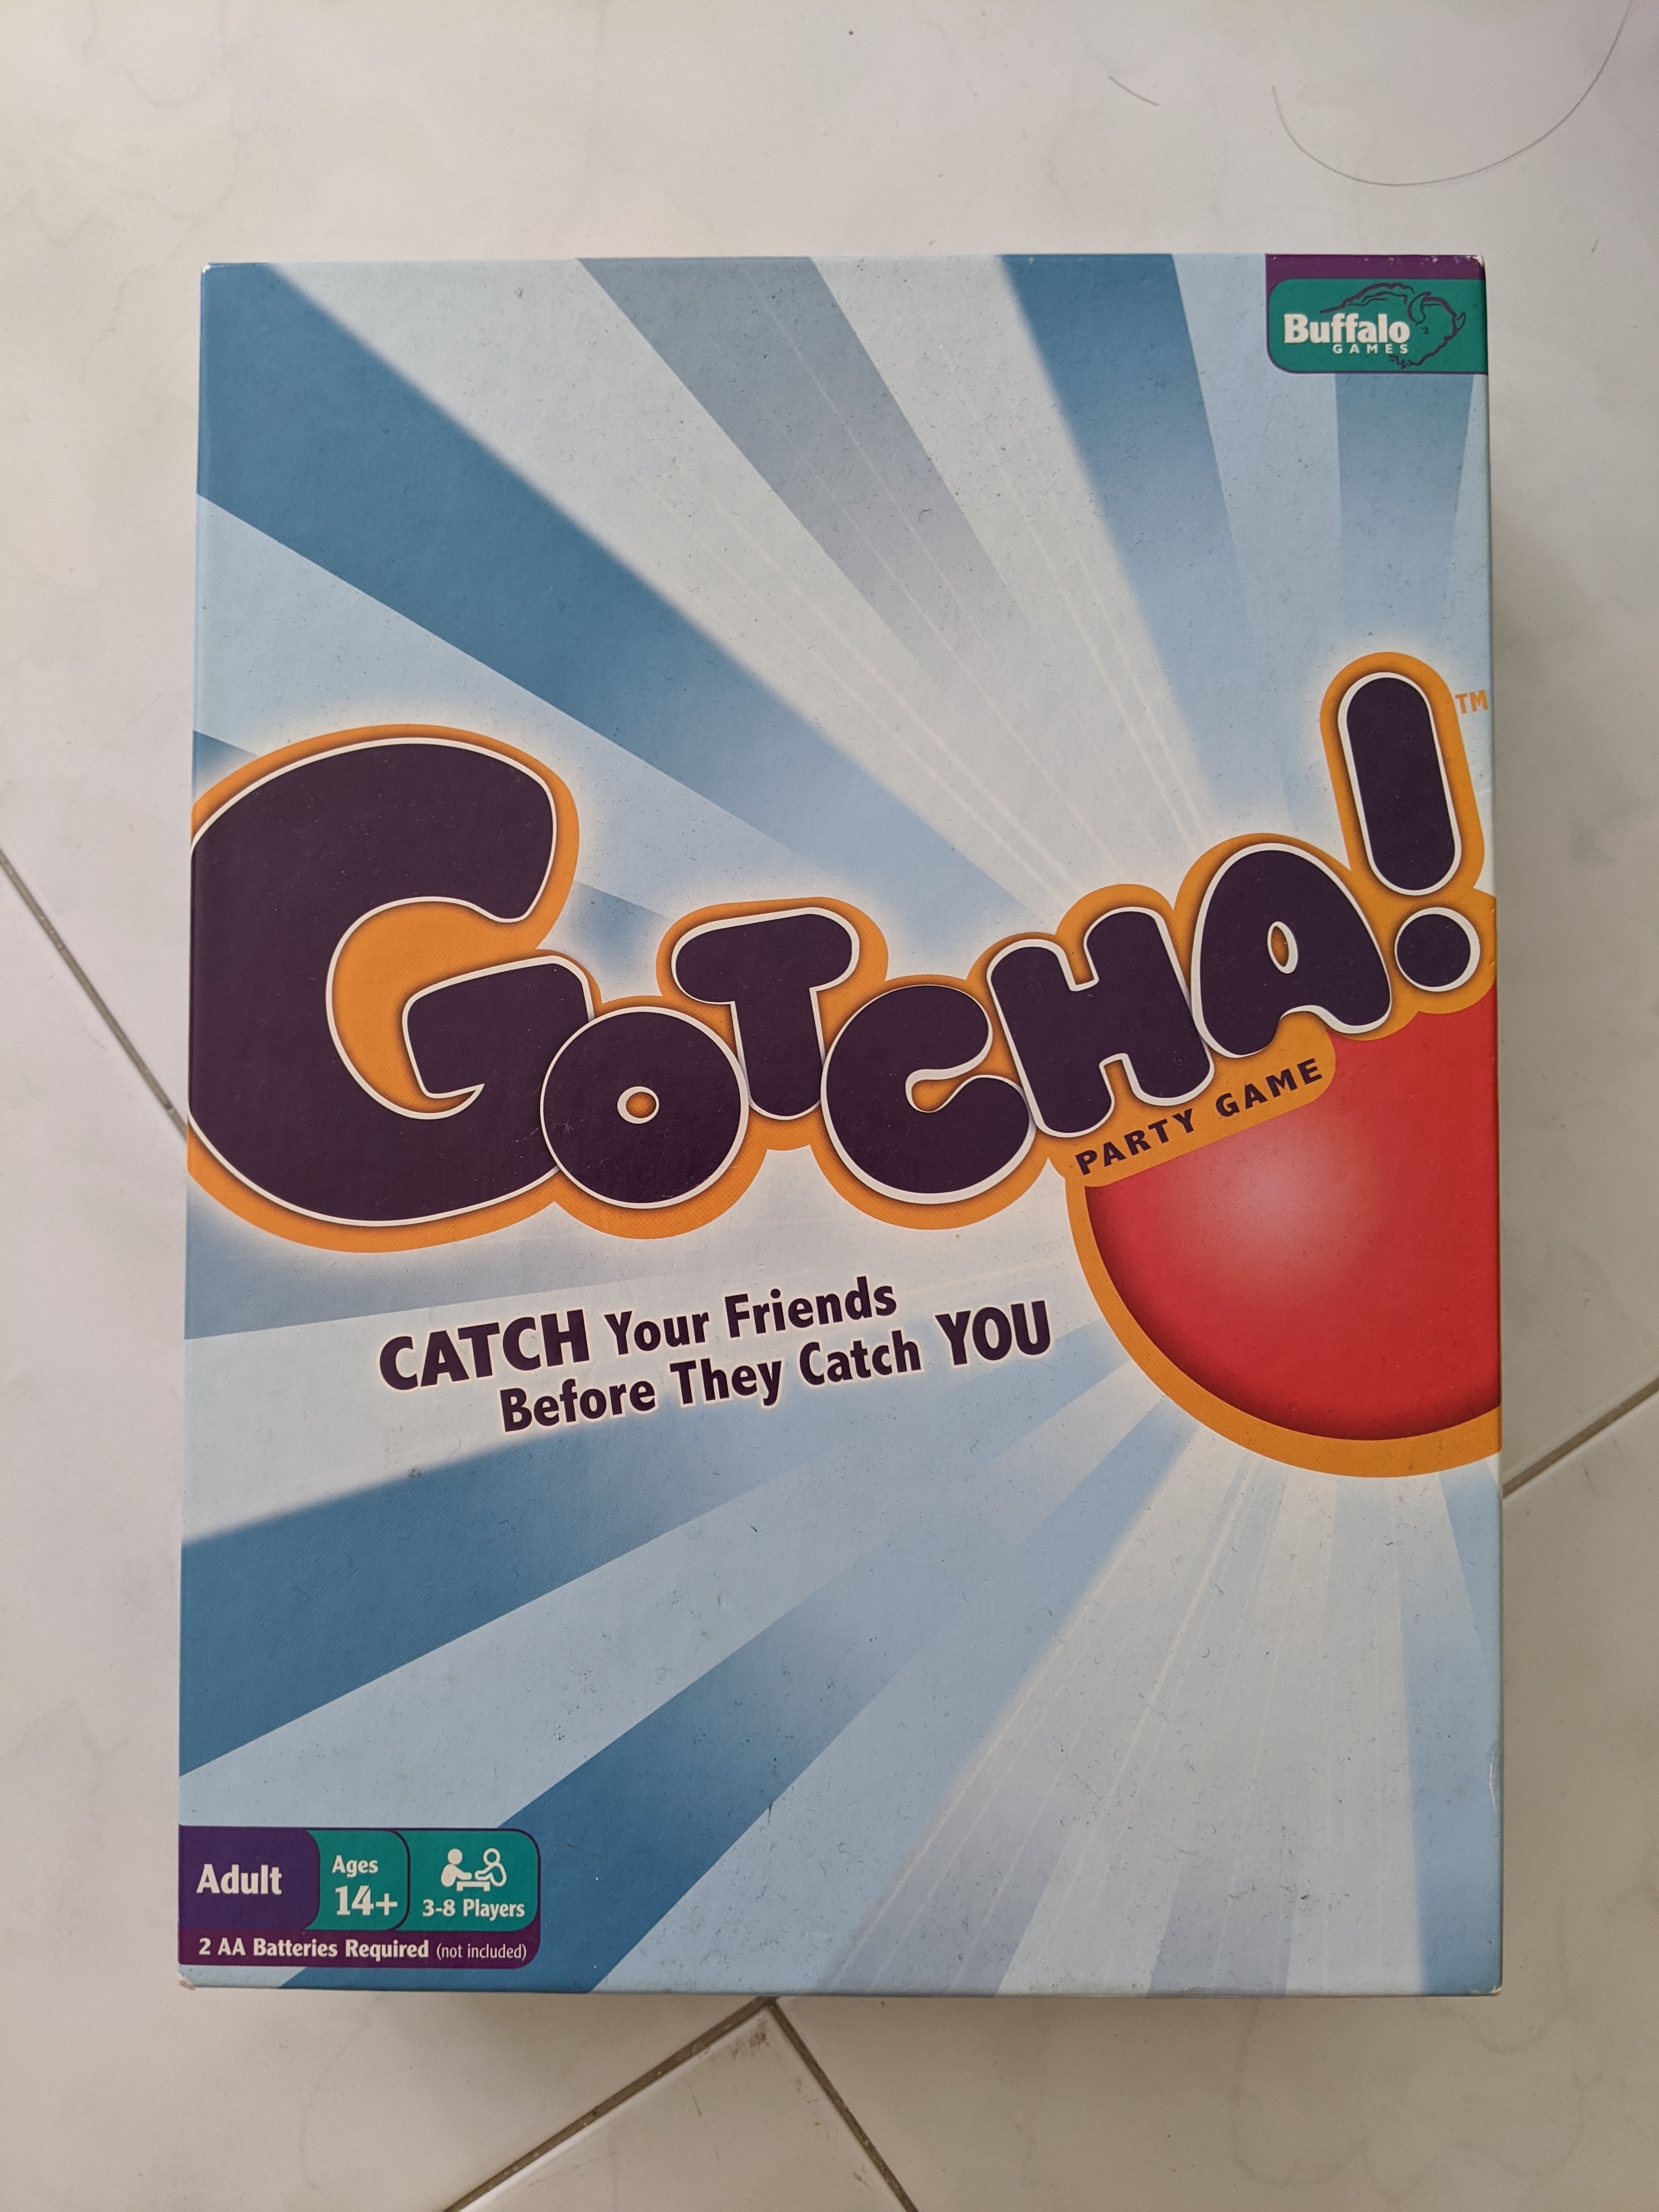 Buffalo
GAMES
GOTCHA!™
PARTY GAME
CATCH Your Friends
Before They Catch YOU
Adult
Ages
14+
3-8 Players
2 AA Batteries Required (not included)